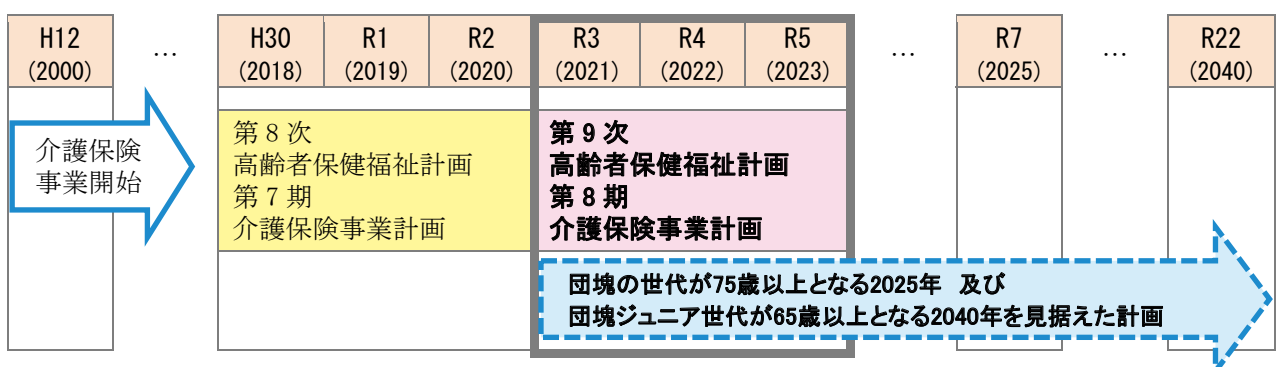 H12 … H30 R1 R2 R3 R4 R5 … R7 … R22
(2000) (2018) (2019) (2020) (2021) (2022) (2023) (2025) (2040)
介護保険
事業開始
第8次
高齢者保健福祉計画
第7期
介護保険事業計画
第9次
高齢者保健福祉計画
第8期
介護保険事業計画
団塊の世代が75歳以上となる2025年 及び
団塊ジュニア世代が65歳以上となる2040年を見据えた計画